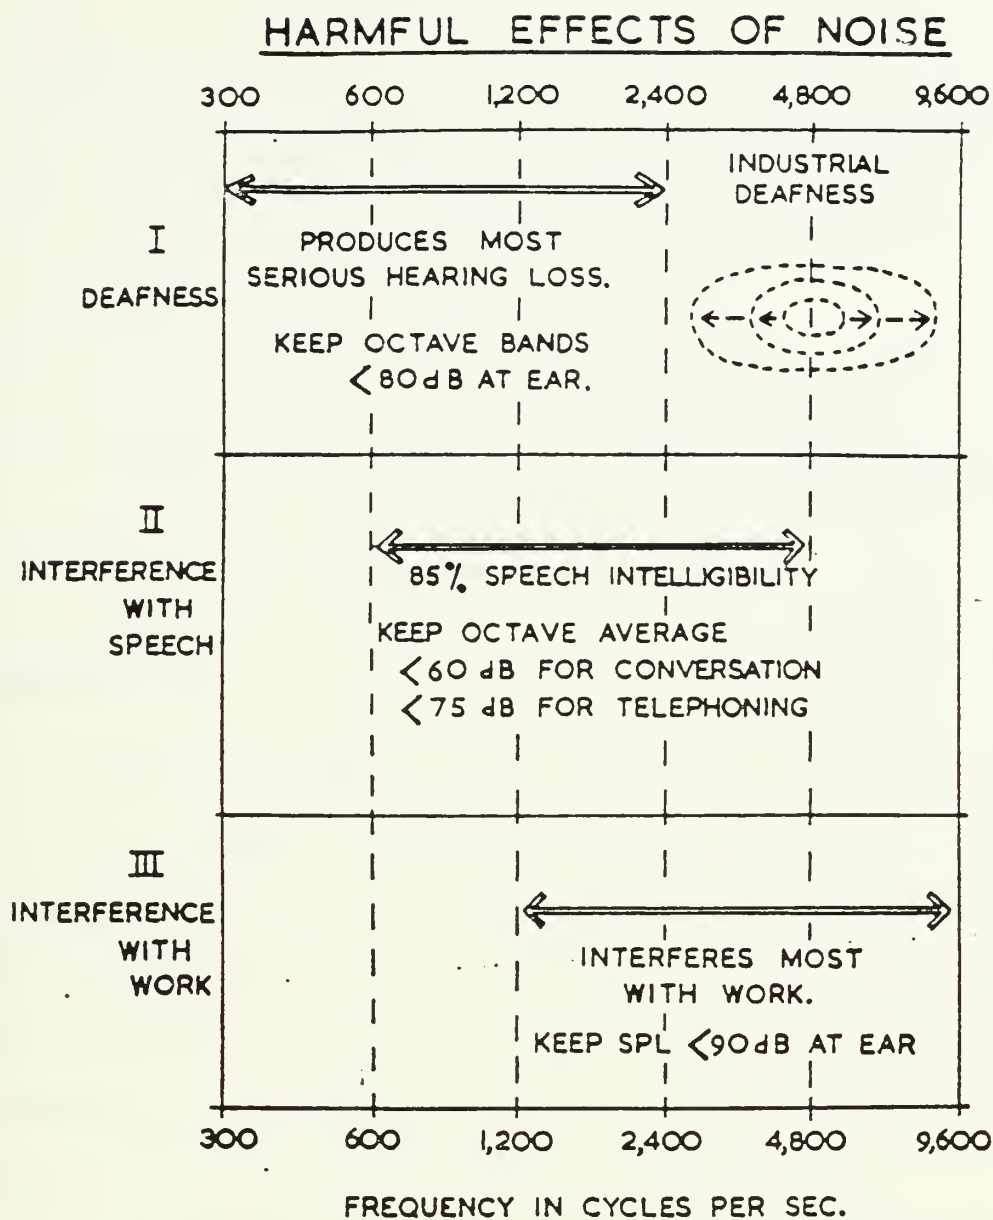 HARMFUL EFFECTS OF NOISE
300 600 1,200 2,400 4,800 9,600
I
DEAFNESS
PRODUCES MOST
SERIOUS HEARING LOSS.
KEEP OCTAVE BANDS
<80dB AT EAR.
INDUSTRIAL
DEAFNESS
II
INTERFERENCE
WITH
SPEECH
85% SPEECH INTELLIGIBILITY
KEEP OCTAVE AVERAGE
<60 dB FOR CONVERSATION
<75 dB FOR TELEPHONING
III
INTERFERENCE
WITH
WORK
INTERFERES MOST
WITH WORK.
KEEP SPL <90dB AT EAR
300 600 1,200 2,400 4,800 9,600
FREQUENCY IN CYCLES PER SEC.